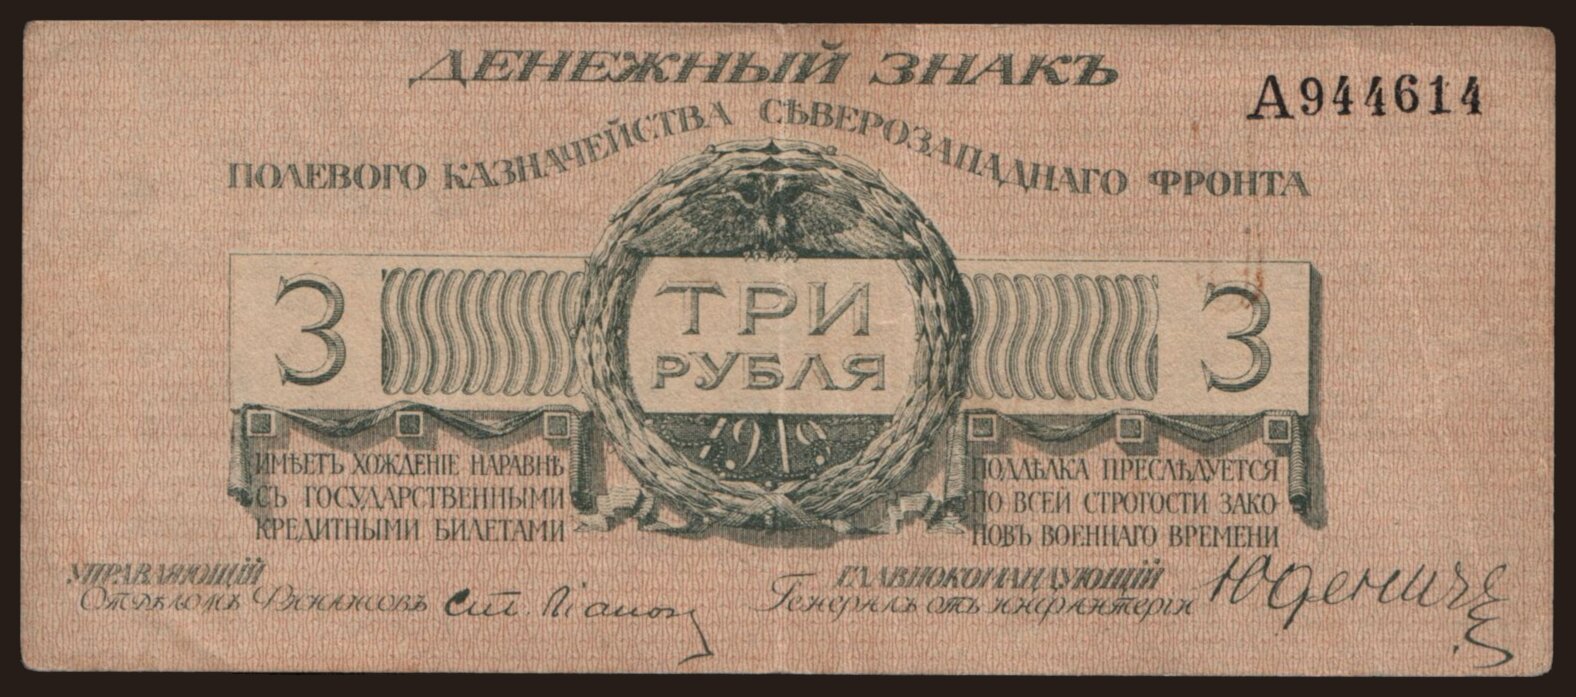 ДЕНЕЖНЫЙ ЗНАКЪ
А944614
ПОЛЕВОГО КАЗНАЧЕЙСТВА СѢВЕРОЗАПАДНАГО ФРОНТА
3
ТРИ
РУБЛЯ
3
1919
ИМѢЕТЪ ХОЖДЕНІЕ НАРАВНѢ
СЪ ГОСУДАРСТВЕННЫМИ
КРЕДИТНЫМИ БИЛЕТАМИ
ПОДДѢЛКА ПРЕСЛѢДУЕТСЯ
ПО ВСЕЙ СТРОГОСТИ ЗАКО-
НОВЪ ВОЕННАГО ВРЕМЕНИ
УПРАВЛЯЮЩІЙ
Отдѣломъ Финансовъ
ГЛАВНОКОМАНДУЮЩІЙ
Генералъ отъ инфантеріи
Юденичъ